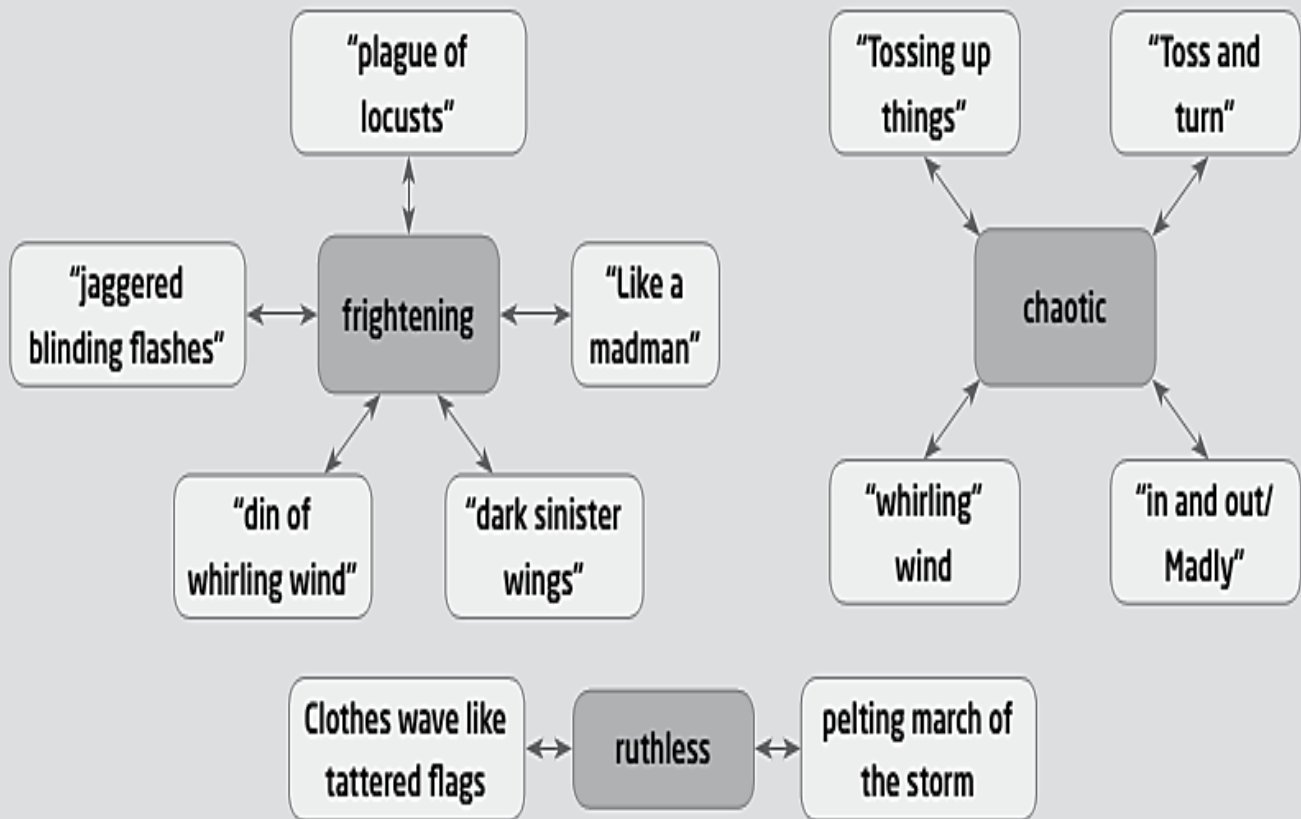 “plague of
locusts“
“Tossing up
things“
“Toss and
turn“
“jaggered
blinding flashes“
frightening
“Like a
madman“
chaotic
“din of
whirling wind“
“dark sinister
wings“
“whirling“
wind
“in and out/
Madly“
Clothes wave like
tattered flags
ruthless
pelting march of
the storm